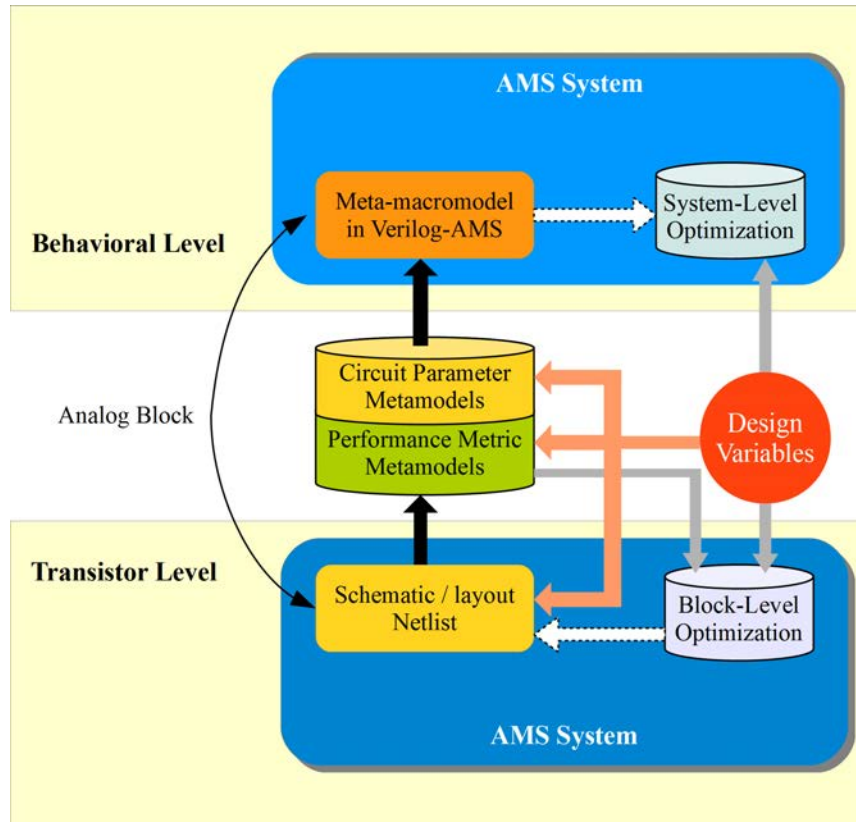 AMS System
Meta-macromodel
in Verilog-AMS
System-Level
Optimization
Behavioral Level
Circuit Parameter
Metamodels
Analog Block
Performance Metric
Metamodels
Design
Variables
Transistor Level
Schematic / layout
Netlist
Block-Level
Optimization
AMS System